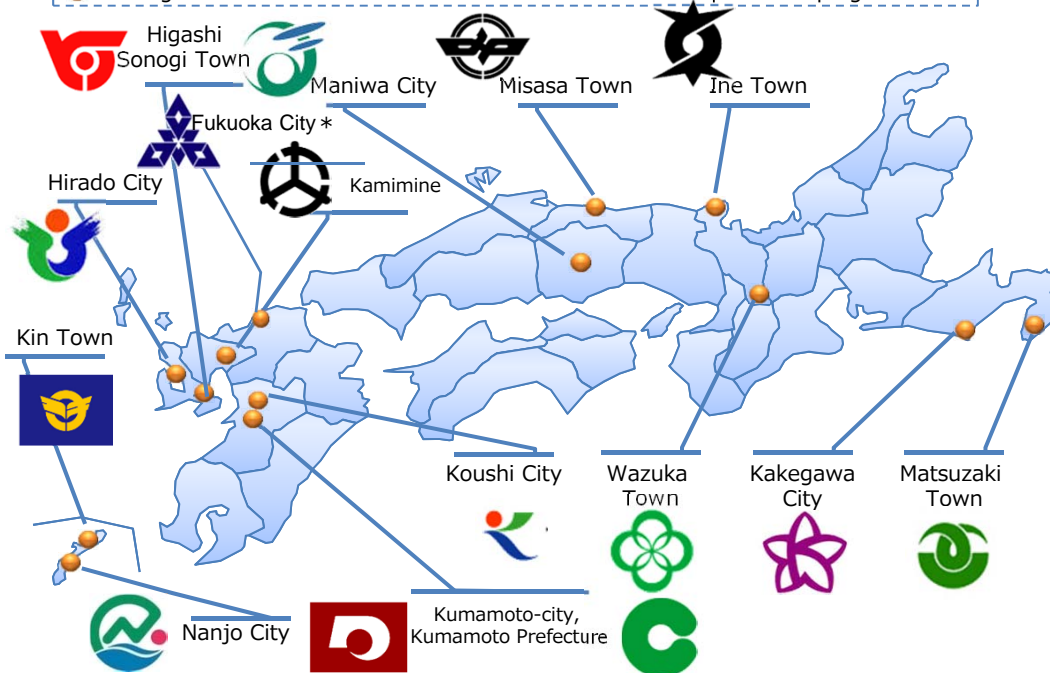 Higashi
Sonogi Town
Maniwa City
Misasa Town
Ine Town
Fukuoka City*
Hirado City
Kamimine
Kin Town
Koushi City
Wazuka
Town
Kakegawa
City
Matsuzaki
Town
Nanjo City
Kumamoto-city,
Kumamoto Prefecture